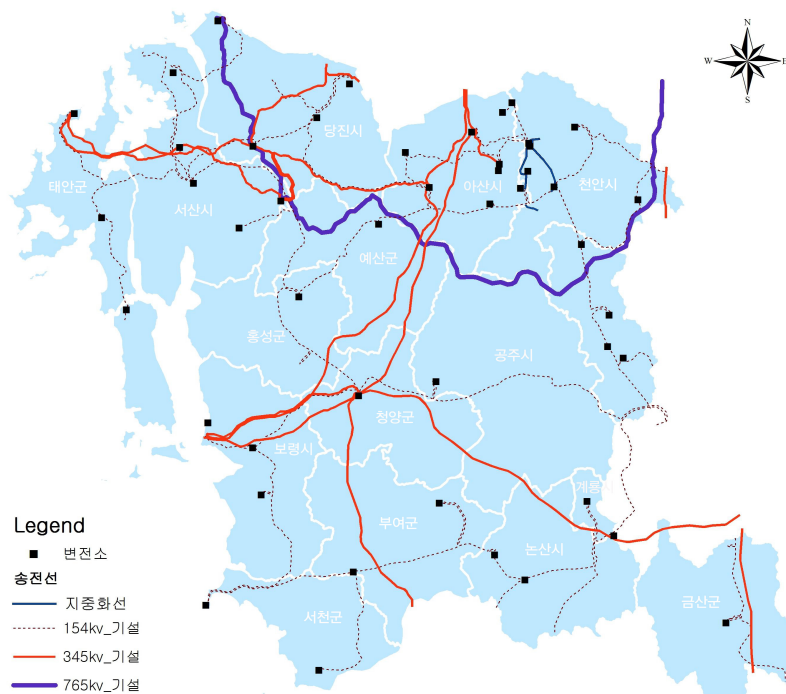 N
W E
S
당진시
태안군
서산시
아산시
천안시
예산군
홍성군
공주시
청양군
보령시
계룡시
부여군
논산시
서천군
금산군
Legend
변전소
송전선
지중화선
154kv_기설
345kv_기설
765kv_기설